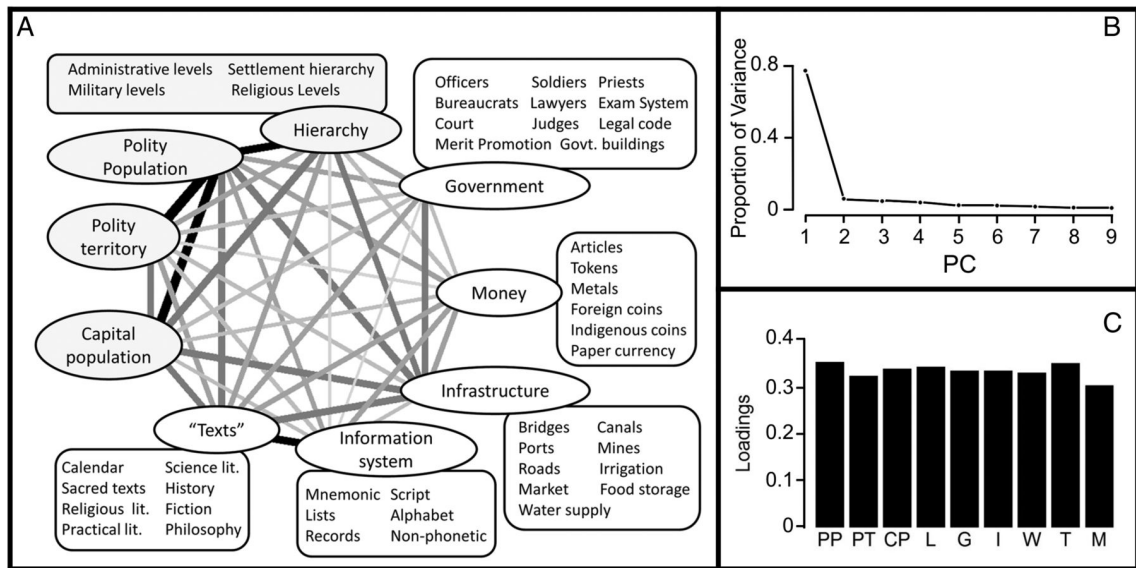 A
Administrative levels Settlement hierarchy
Military levels Religious Levels
Hierarchy
Officers Soldiers Priests
Bureaucrats Lawyers Exam System
Court Judges Legal code
Merit Promotion Govt. buildings
Government
Polity
Population
Polity
territory
Capital
population
Money
Articles
Tokens
Metals
Foreign coins
Indigenous coins
Paper currency
Infrastructure
Bridges Canals
Ports Mines
Roads Irrigation
Market Food storage
Water supply
“Texts”
Calendar Science lit.
Sacred texts History
Religious lit. Fiction
Practical lit. Philosophy
Information
system
Mnemonic Script
Lists Alphabet
Records Non-phonetic
B
Proportion of Variance
0.8
0.4
0
1 2 3 4 5 6 7 8 9
PC
C
Loadings
0.4
0.3
0.2
0.1
0
PP PT CP L G I W T M